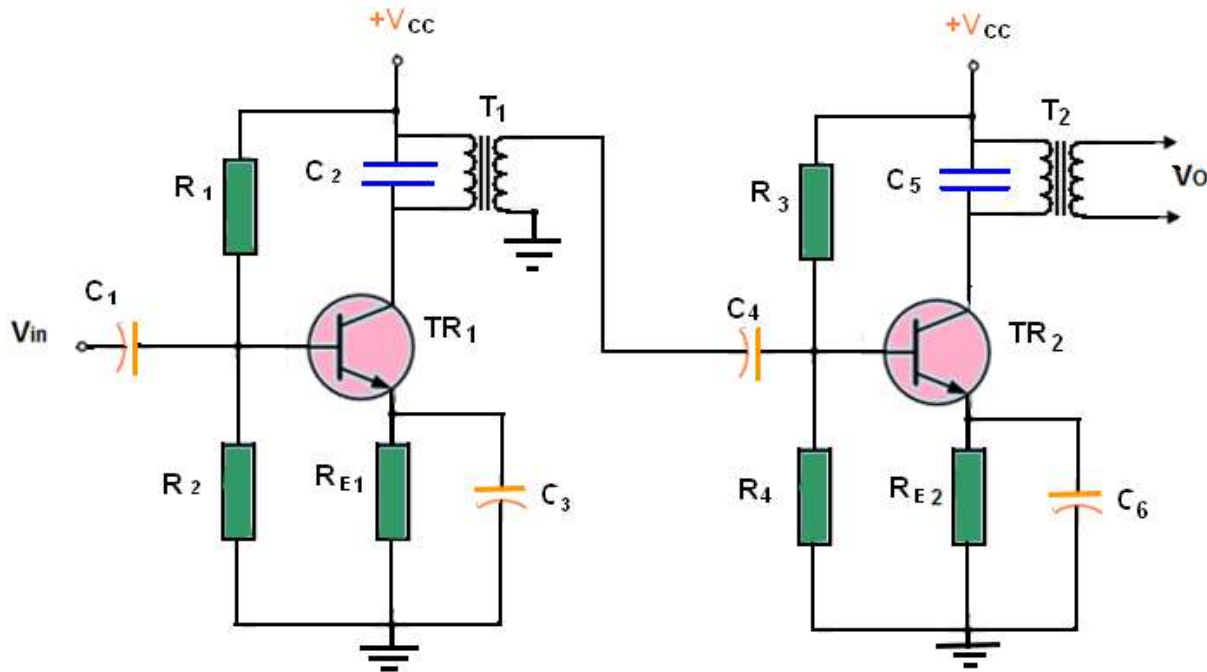 +Vcc
+Vcc
T1
T2
C2
C5
Vo
R1
R3
C1
C4
Vin
TR1
TR2
R2
RE1
C3
R4
RE2
C6